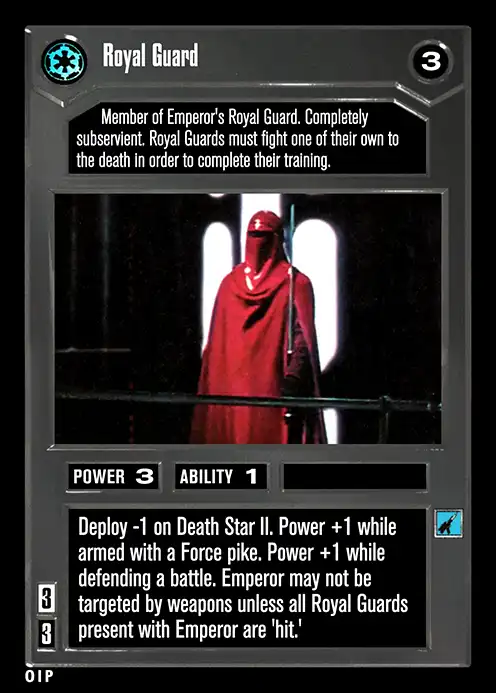 Royal Guard
3
Member of Emperor's Royal Guard. Completely
subservient. Royal Guards must fight one of their own to
the death in order to complete their training.
POWER 3 ABILITY 1
Deploy -1 on Death Star II. Power +1 while
armed with a Force pike. Power +1 while
defending a battle. Emperor may not be
targeted by weapons unless all Royal Guards
present with Emperor are 'hit.'
3
3
01P